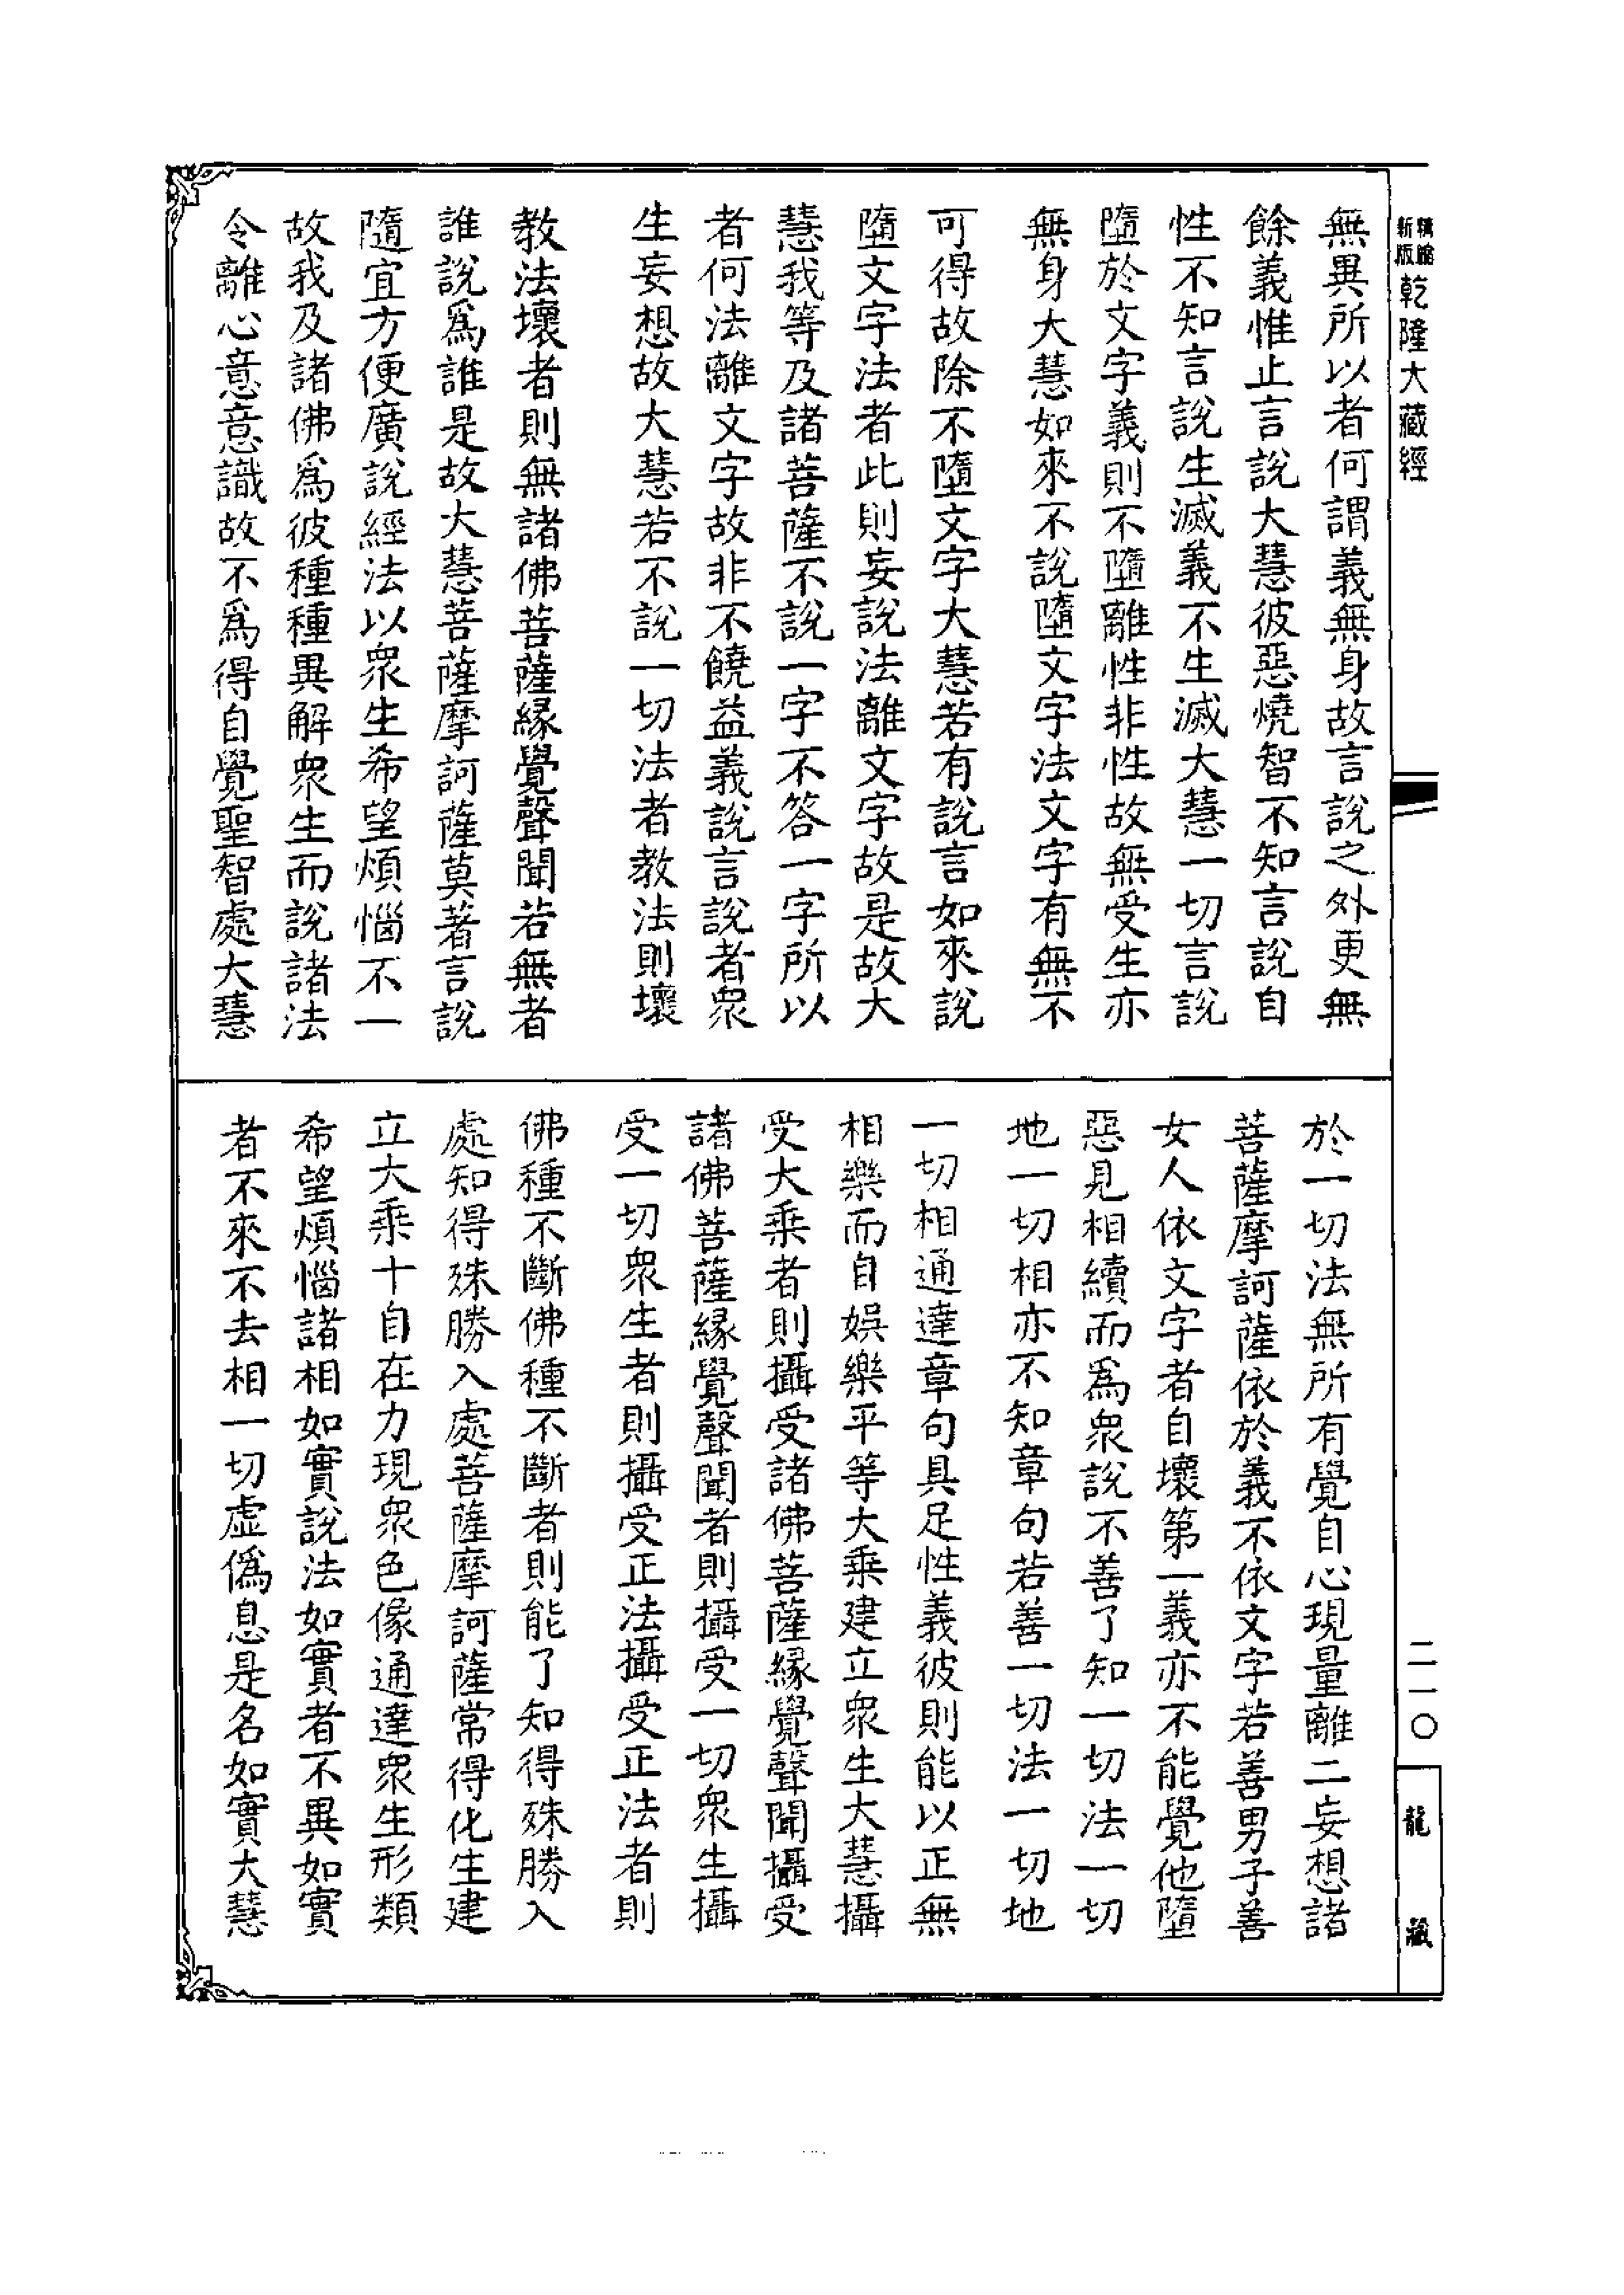 新版
精縮
乾隆大藏經
無異所以者何謂義無身故言說之外更無
餘義惟止言說大慧彼惡燒智不知言說自
性不知言說生滅義不生滅大慧一切言說
墮於文字義則不墮離性非性故無受生亦
無身大慧如來不說墮文字法文字有無不
可得故除不墮文字大慧若有說言如來說
墮文字法者此則妄說法離文字故是故大
慧我等及諸菩薩不說一字不答一字所以
者何法離文字故非不饒益義說言說者衆
生妄想故大慧若不說一切法者教法則壞
教法壞者則無諸佛菩薩緣覺聲聞若無者
誰說爲誰是故大慧菩薩摩訶薩莫著言說
隨宜方便廣說經法以衆生希望煩惱不一
故我及諸佛爲彼種種異解衆生而說諸法
令離心意意識故不爲得自覺聖智處大慧
於一切法無所有覺自心現量離二妄想諸
菩薩摩訶薩依於義不依文字若善男子善
女人依文字者自壞第一義亦不能覺他墮
惡見相續而爲衆說不善了知一切法一切
地一切相亦不知章句若善一切法一切地
一切相通達章句具足性義彼則能以正無
相樂而自娛樂平等大乘建立衆生大慧攝
受大乘者則攝受諸佛菩薩緣覺聲聞攝受
諸佛菩薩緣覺聲聞者則攝受一切衆生攝
受一切衆生者則攝受正法攝受正法者則
佛種不斷佛種不斷者則能了知得殊勝入
處知得殊勝入處菩薩摩訶薩常得化生建
立大乘十自在力現衆色像通達衆生形類
希望煩惱諸相如實說法如實者不異如實
者不來不去相一切虛僞息是名如實大慧
二一〇
龍藏